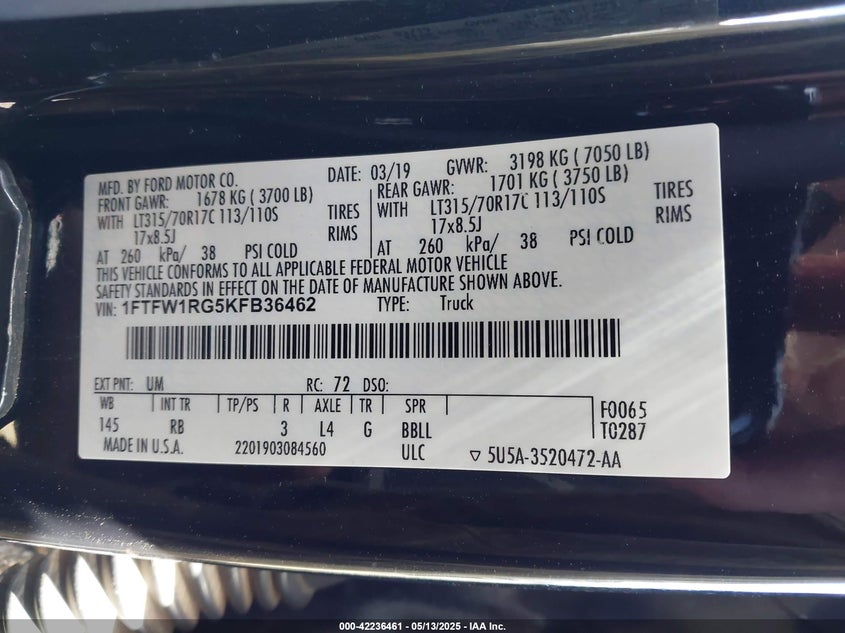 MFD. BY FORD MOTOR CO.
DATE: 03/19 GVWR: 3198 KG ( 7050 LB)
FRONT GAWR: 1678 KG ( 3700 LB)
REAR GAWR: 1701 KG ( 3750 LB)
WITH LT315/70R17C 113/110S TIRES
WITH LT315/70R17C 113/110S TIRES
17x8.5J RIMS
17x8.5J RIMS
AT 260 kPa/ 38 PSI COLD
AT 260 kPa/ 38 PSI COLD
THIS VEHICLE CONFORMS TO ALL APPLICABLE FEDERAL MOTOR VEHICLE
SAFETY STANDARDS IN EFFECT ON THE DATE OF MANUFACTURE SHOWN ABOVE.
VIN: 1FTFW1RG5KFB36462 TYPE: Truck
EXT PNT: UM RC: 72 DSO:
WB INT TR TP/PS R AXLE TR SPR
145 RB 3 L4 G BBLL
F0065
T0287
MADE IN U.S.A. 2201903084560 ULC ▽ 5U5A-3520472-AA
000-42236461 - 05/13/2025 - IAA Inc.